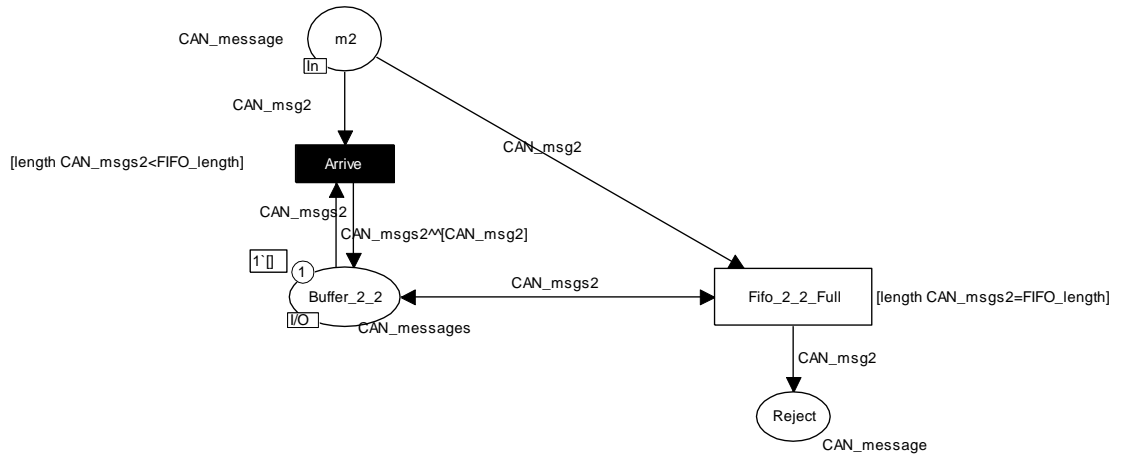 CAN_message
m2
In
CAN_msg2
CAN_msg2
[length CAN_msgs2<FIFO_length]
Arrive
CAN_msgs2
CAN_msgs2^^[CAN_msg2]
1`[]
1
Buffer_2_2
I/O
CAN_messages
CAN_msgs2
Fifo_2_2_Full
[length CAN_msgs2=FIFO_length]
CAN_msg2
Reject
CAN_message